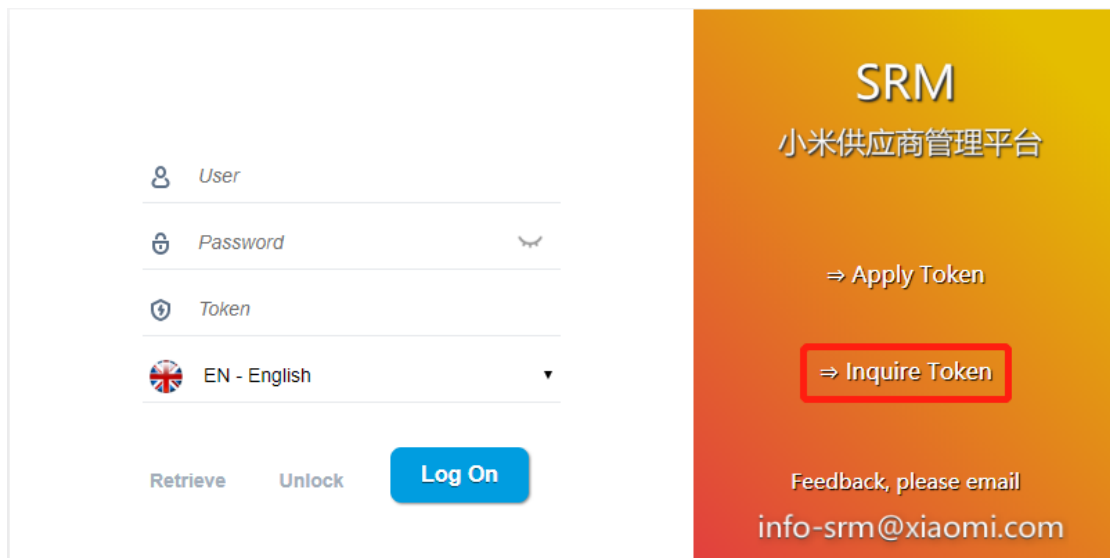 User
Password
Token
EN - English
Retrieve Unlock Log On
SRM
小米供应商管理平台
⇒ Apply Token
⇒ Inquire Token
Feedback, please email
info-srm@xiaomi.com